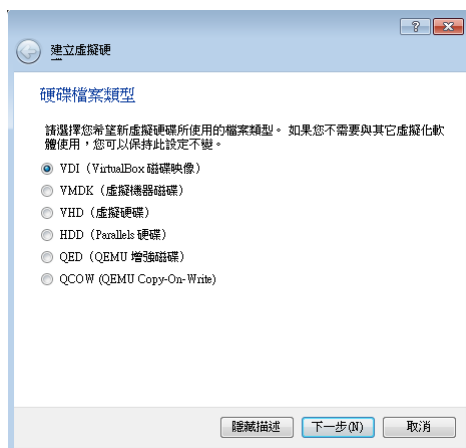 建立虛擬硬
硬碟檔案類型
請選擇您希望新虛擬硬碟所使用的檔案類型。 如果您不需要與其它虛擬化軟
體使用，您可以保持此設定不變。
VDI（VirtualBox 磁碟映像）
VMDK（虛擬機器磁碟）
VHD（虛擬硬碟）
HDD（Parallels 硬碟）
QED（QEMU 增強磁碟）
QCOW (QEMU Copy-On-Write)
隱藏描述 下一步(N) 取消